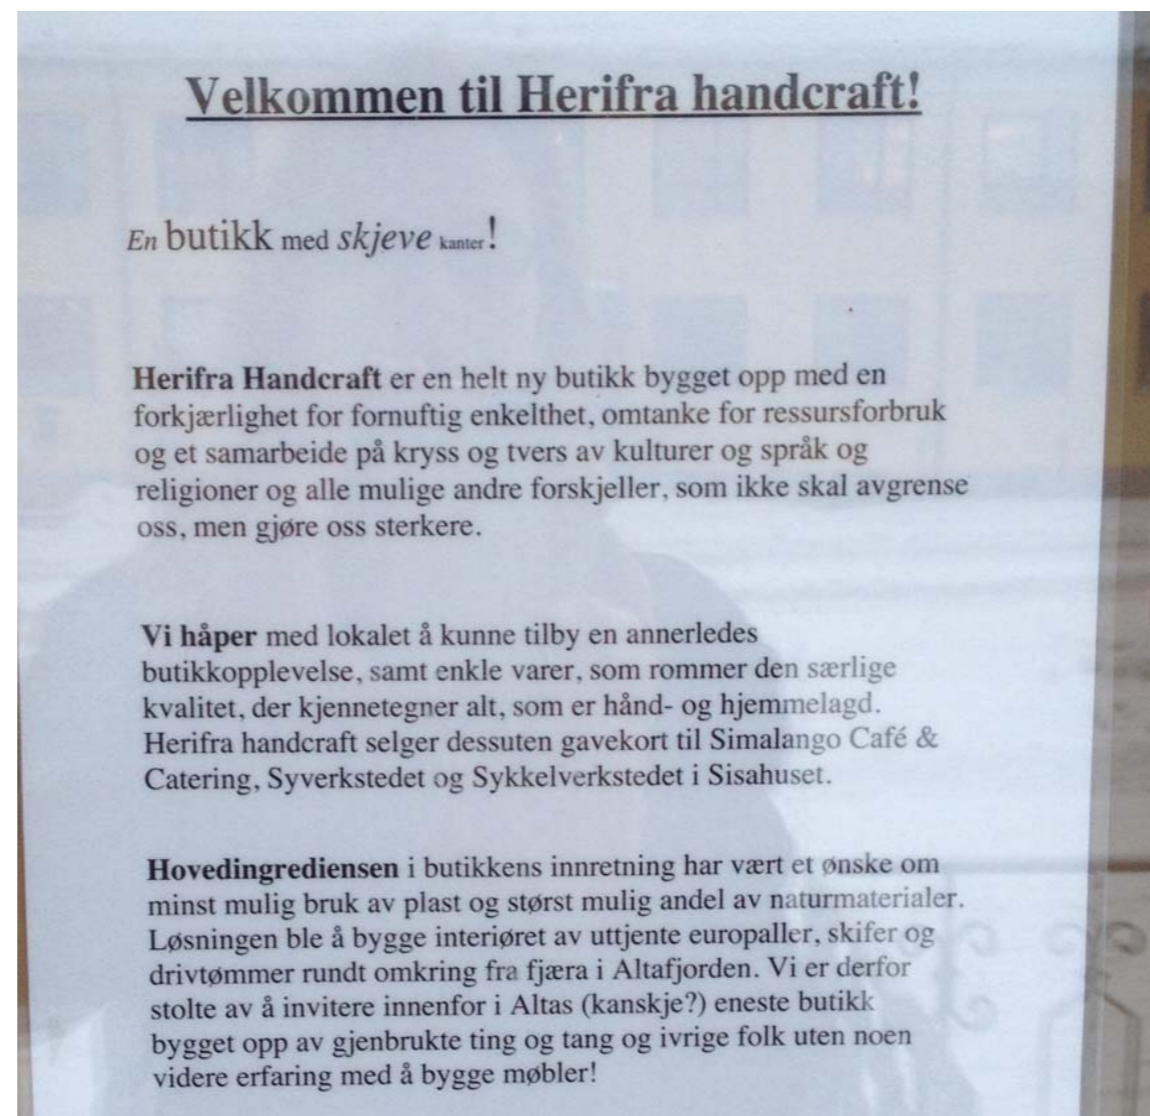 Velkommen til Herifra handcraft!
En butikk med skjeve kanter!
Herifra Handcraft er en helt ny butikk bygget opp med en
forkjærlighet for fornuftig enkelthet, omtanke for ressursforbruk
og et samarbeide på kryss og tvers av kulturer og språk og
religioner og alle mulige andre forskjeller, som ikke skal avgrense
oss, men gjøre oss sterkere.
Vi håper med lokalet å kunne tilby en annerledes
butikkopplevelse, samt enkle varer, som rommer den særlige
kvalitet, der kjennetegner alt, som er hånd- og hjemmelagd.
Herifra handcraft selger dessuten gavekort til Simalango Café &
Catering, Syverkstedet og Sykkelverkstedet i Sisahuset.
Hovedingrediensen i butikkens innretning har vært et ønske om
minst mulig bruk av plast og størst mulig andel av naturmaterialer.
Løsningen ble å bygge interiøret av uttjente europaller, skifer og
drivtømmer rundt omkring fra fjæra i Altafjorden. Vi er derfor
stolte av å invitere innenfor i Altas (kanskje?) eneste butikk
bygget opp av gjenbrukte ting og tang og ivrige folk uten noen
videre erfaring med å bygge møbler!